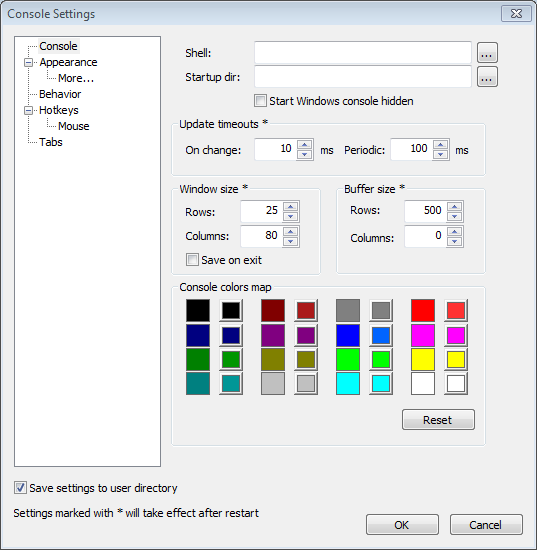 Console Settings
Console
Appearance
More...
Behavior
Hotkeys
Mouse
Tabs
Shell:
...
Startup dir:
...
Start Windows console hidden
Update timeouts *
On change: 10 ms Periodic: 100 ms
Window size *
Rows: 25
Columns: 80
Save on exit
Buffer size *
Rows: 500
Columns: 0
Console colors map
Reset
Save settings to user directory
Settings marked with * will take effect after restart
OK
Cancel